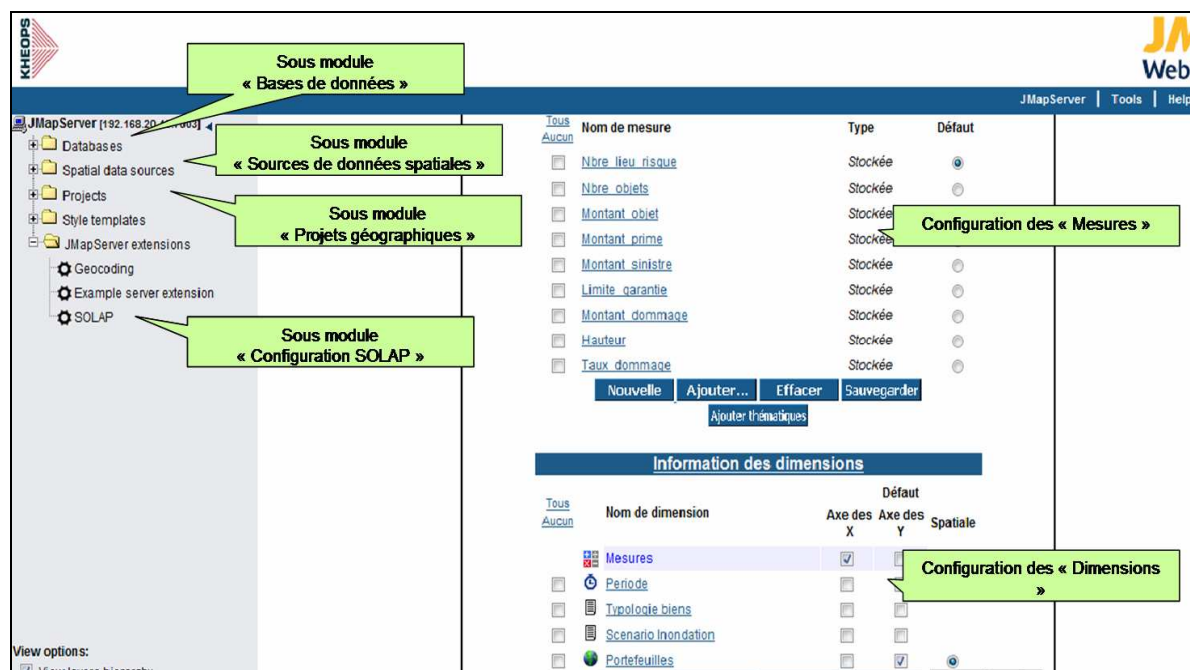 KHEOPS
JM
Web
JMapServer | Tools | Help
Sous module
« Bases de données »
JMapServer
Databases
Sous module
« Sources de données spatiales »
Spatial data sources
Projects
Sous module
« Projets géographiques »
Style templates
JMapServer extensions
Geocoding
Example server extension
SOLAP
Sous module
« Configuration SOLAP »
View options:
Tous
Aucun
Nom de mesure Type Défaut
Nbre lieu risque Stockée
Nbre objets Stockée
Montant objet Stockée
Montant prime Stockée
Configuration des « Mesures »
Montant sinistre Stockée
Limite garantie Stockée
Montant dommage Stockée
Hauteur Stockée
Taux dommage Stockée
Nouvelle Ajouter... Effacer Sauvegarder
Ajouter thématiques
Information des dimensions
Tous
Aucun
Nom de dimension
Défaut
Axe des X
Axe des Y
Spatiale
Mesures
Periode
Configuration des « Dimensions
»
Typologie biens
Scenario Inondation
Portefeuilles